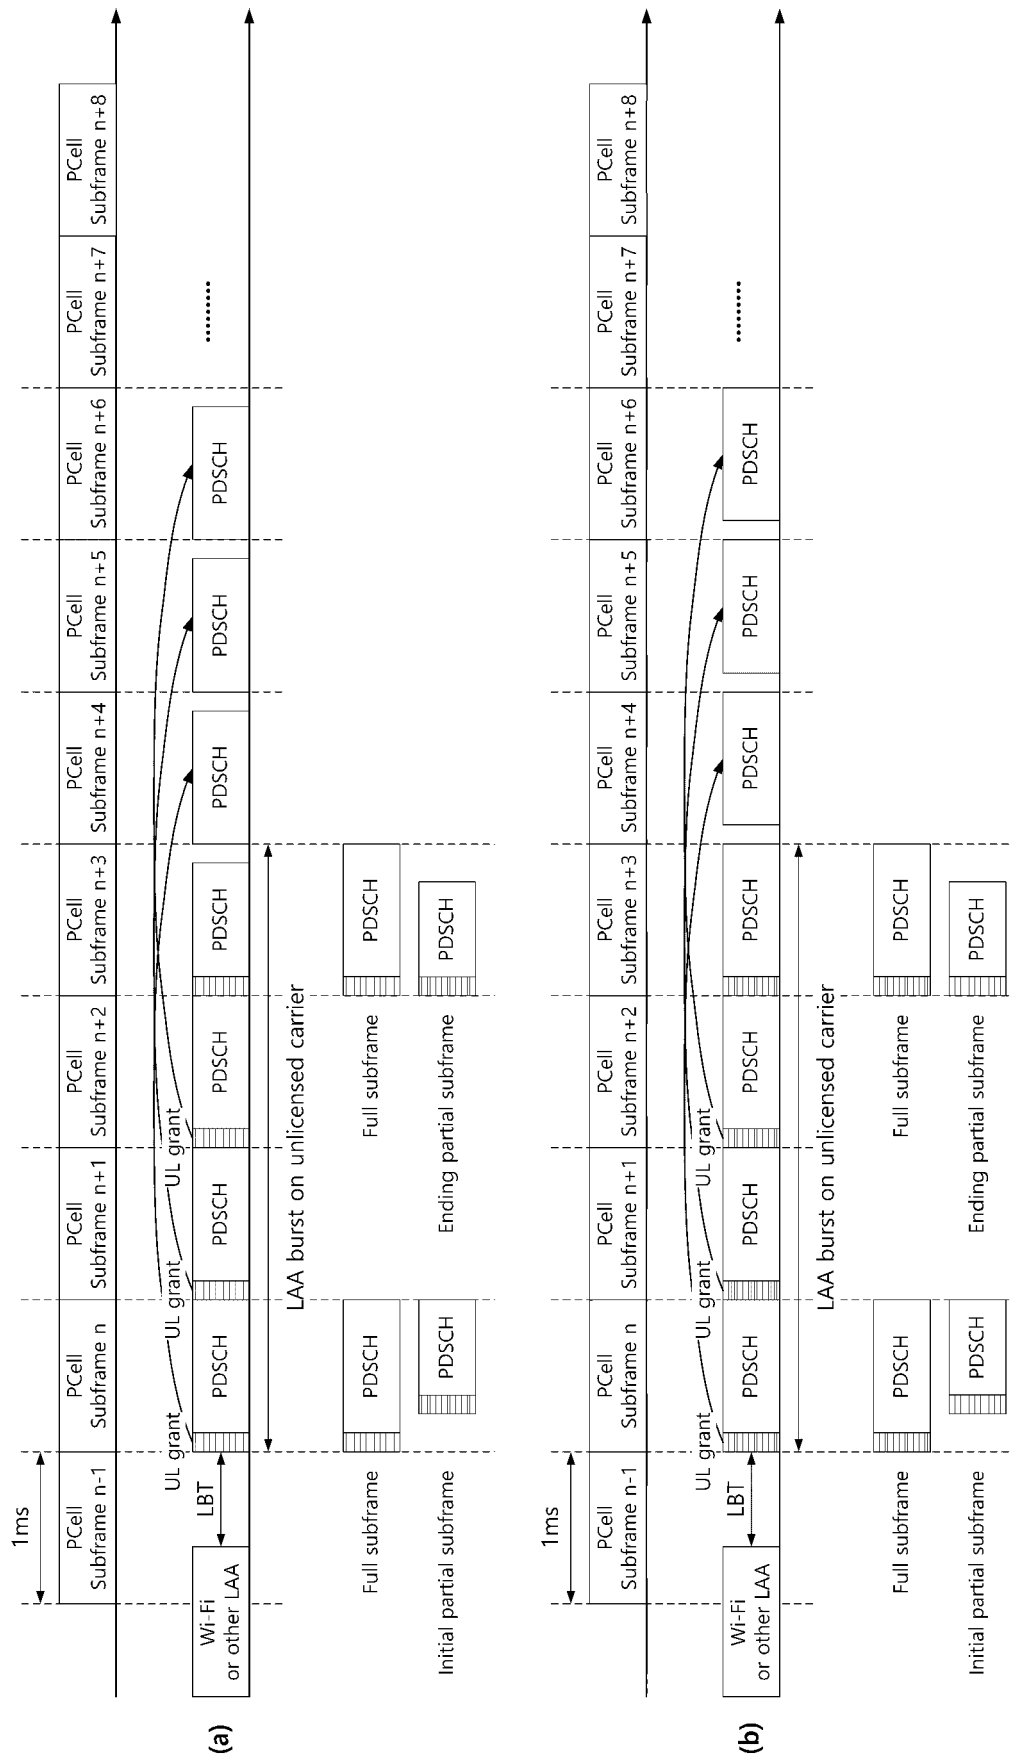 (a)
1ms
PCell
Subframe n-1
PCell
Subframe n
PCell
Subframe n+1
PCell
Subframe n+2
PCell
Subframe n+3
PCell
Subframe n+4
PCell
Subframe n+5
PCell
Subframe n+6
PCell
Subframe n+7
PCell
Subframe n+8
UL grant
UL grant
UL grant
Wi-Fi
or other LAA
LBT
PDSCH
PDSCH
PDSCH
PDSCH
PDSCH
PDSCH
PDSCH
.........
LAA burst on unlicensed carrier
Full subframe
PDSCH
Full subframe
PDSCH
Initial partial subframe
PDSCH
Ending partial subframe
PDSCH
(b)
1ms
PCell
Subframe n-1
PCell
Subframe n
PCell
Subframe n+1
PCell
Subframe n+2
PCell
Subframe n+3
PCell
Subframe n+4
PCell
Subframe n+5
PCell
Subframe n+6
PCell
Subframe n+7
PCell
Subframe n+8
UL grant
UL grant
UL grant
Wi-Fi
or other LAA
LBT
PDSCH
PDSCH
PDSCH
PDSCH
PDSCH
PDSCH
PDSCH
.........
LAA burst on unlicensed carrier
Full subframe
PDSCH
Full subframe
PDSCH
Initial partial subframe
PDSCH
Ending partial subframe
PDSCH